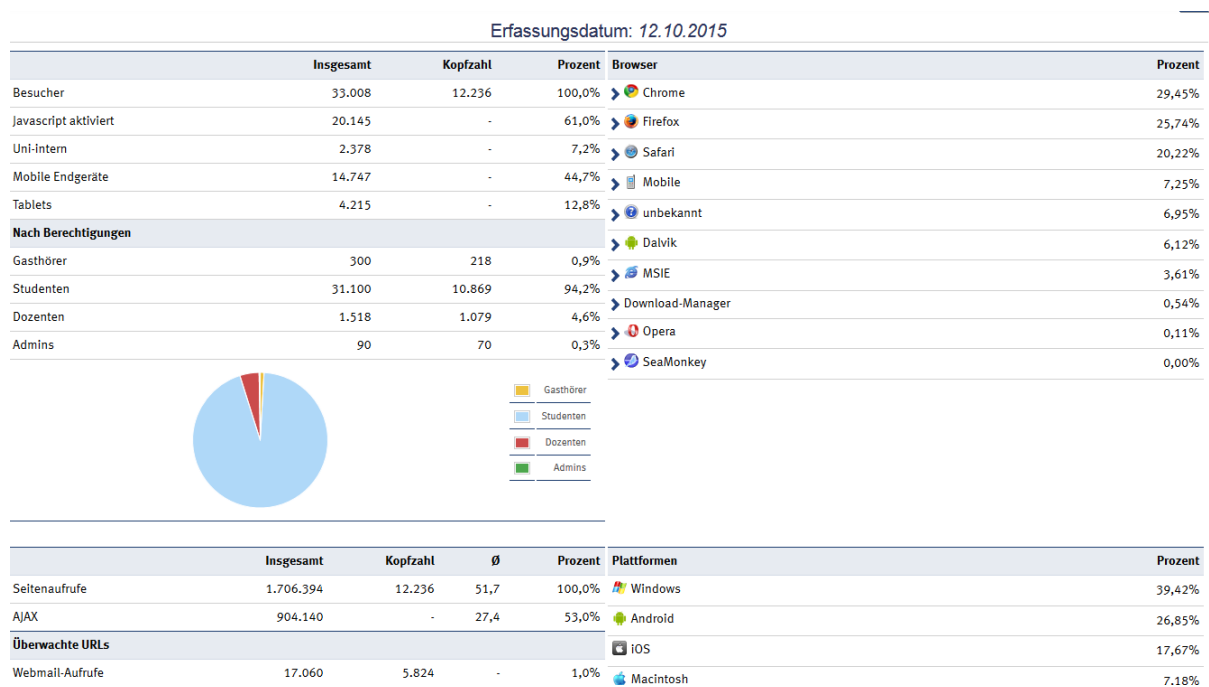 Erfassungsdatum: 12.10.2015
Insgesamt Kopfzahl Prozent
Besucher 33.008 12.236 100,0%
Javascript aktiviert 20.145 - 61,0%
Uni-intern 2.378 - 7,2%
Mobile Endgeräte 14.747 - 44,7%
Tablets 4.215 - 12,8%
Nach Berechtigungen
Gasthörer 300 218 0,9%
Studenten 31.100 10.869 94,2%
Dozenten 1.518 1.079 4,6%
Admins 90 70 0,3%
Gasthörer
Studenten
Dozenten
Admins
Browser Prozent
Chrome 29,45%
Firefox 25,74%
Safari 20,22%
Mobile 7,25%
unbekannt 6,95%
Dalvik 6,12%
MSIE 3,61%
Download-Manager 0,54%
Opera 0,11%
SeaMonkey 0,00%
Insgesamt Kopfzahl Ø Prozent
Seitenaufrufe 1.706.394 12.236 51,7 100,0%
AJAX 904.140 - 27,4 53,0%
Überwachte URLs
Webmail-Aufrufe 17.060 5.824 - 1,0%
Plattformen Prozent
Windows 39,42%
Android 26,85%
iOS 17,67%
Macintosh 7,18%